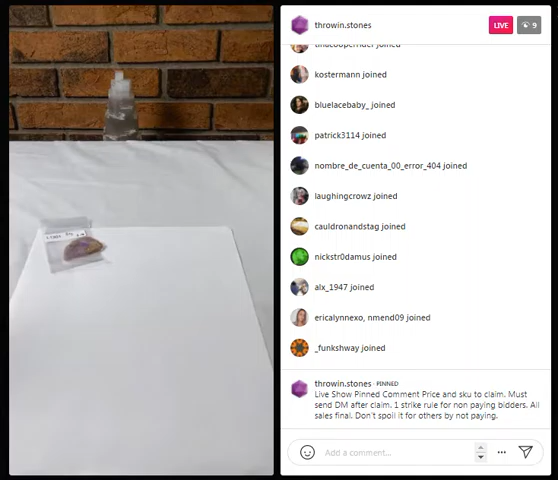 throwin.stones
LIVE
9
joined
kostermann joined
bluelacebaby_ joined
patrick3114 joined
nombre_de_cuenta_00_error_404 joined
laughingcrowz joined
cauldronandstag joined
nickstr0damus joined
alx_1947 joined
ericalynnexo, nmend09 joined
_funkshway joined
throwin.stones · PINNED
Live Show Pinned Comment Price and sku to claim. Must
send DM after claim. 1 strike rule for non paying bidders. All
sales final. Don't spoil it for others by not paying.
Add a comment...